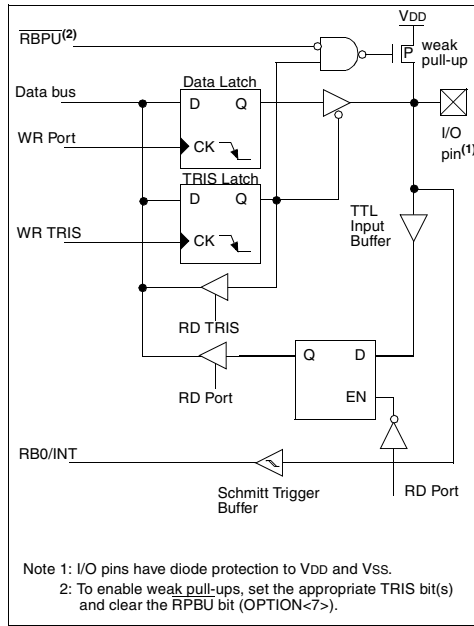 VDD
RBPU(2)
P
weak
pull-up
Data Latch
Data bus
D Q
WR Port
CK
I/O
pin(1)
TRIS Latch
D Q
TTL
Input
Buffer
WR TRIS
CK
RD TRIS
Q D
RD Port
EN
RB0/INT
Schmitt Trigger
Buffer
RD Port
Note 1: I/O pins have diode protection to VDD and VSS.
2: To enable weak pull-ups, set the appropriate TRIS bit(s)
and clear the RPBU bit (OPTION<7>).